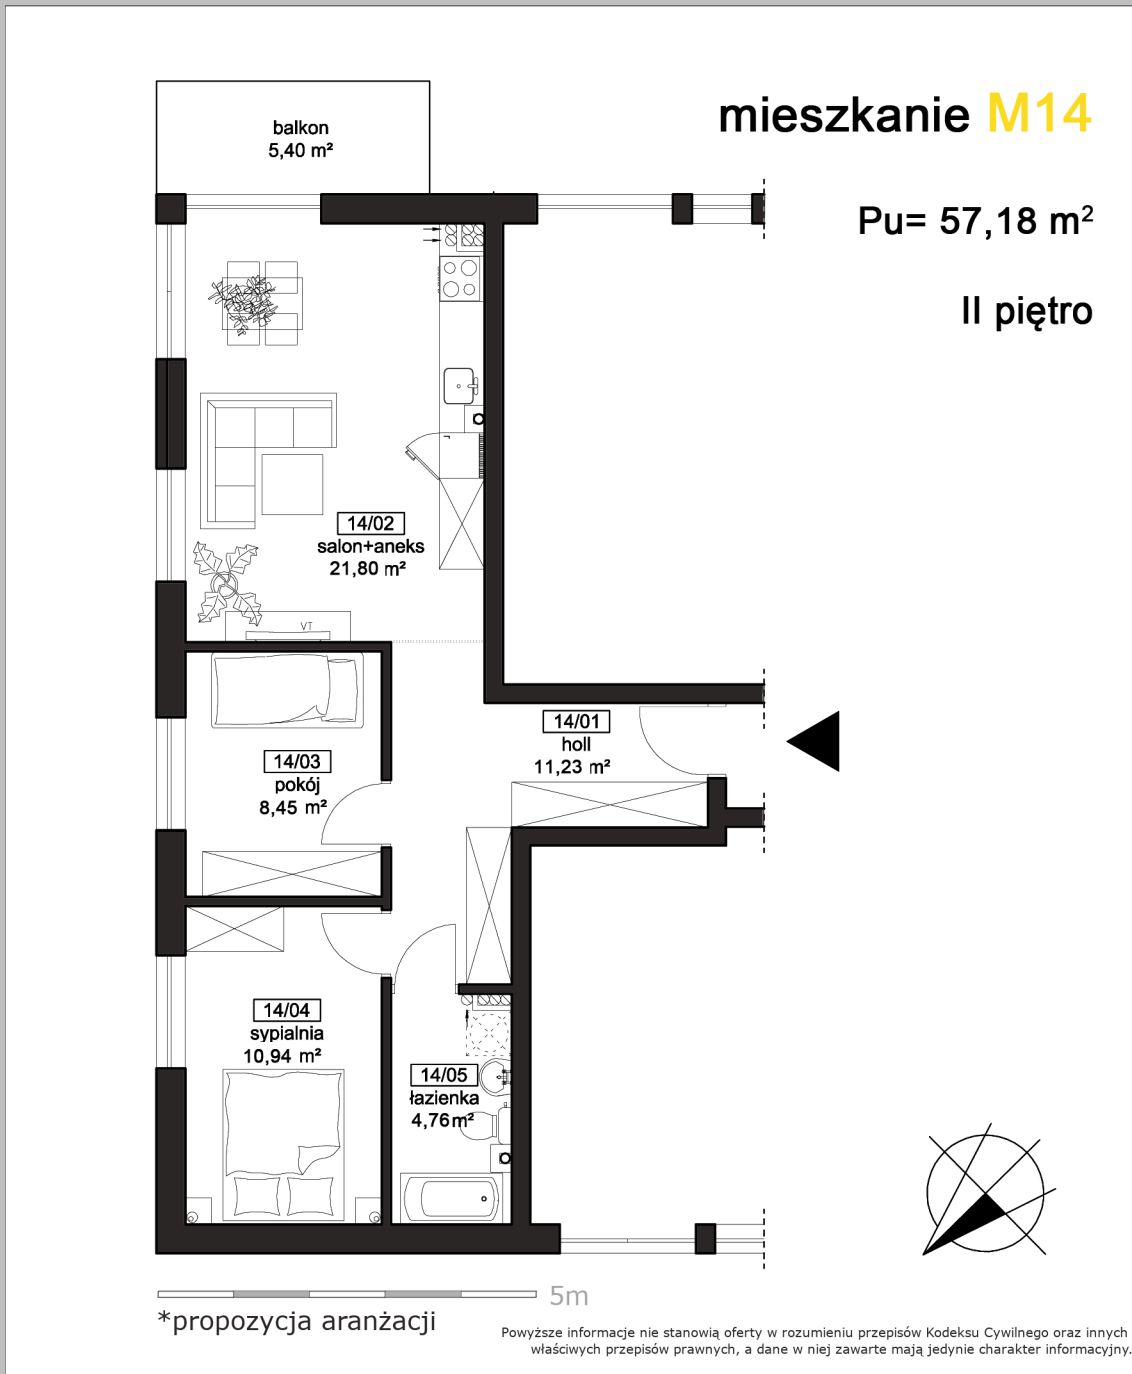 mieszkanie M14
Pu= 57,18 m²
II piętro
balkon
5,40 m²
14/02
salon+aneks
21,80 m²
VT
14/01
holl
11,23 m²
14/03
pokój
8,45 m²
14/04
sypialnia
10,94 m²
14/05
łazienka
4,76m²
5m
*propozycja aranżacji
Powyższe informacje nie stanowią oferty w rozumieniu przepisów Kodeksu Cywilnego oraz innych
właściwych przepisów prawnych, a dane w niej zawarte mają jedynie charakter informacyjny.